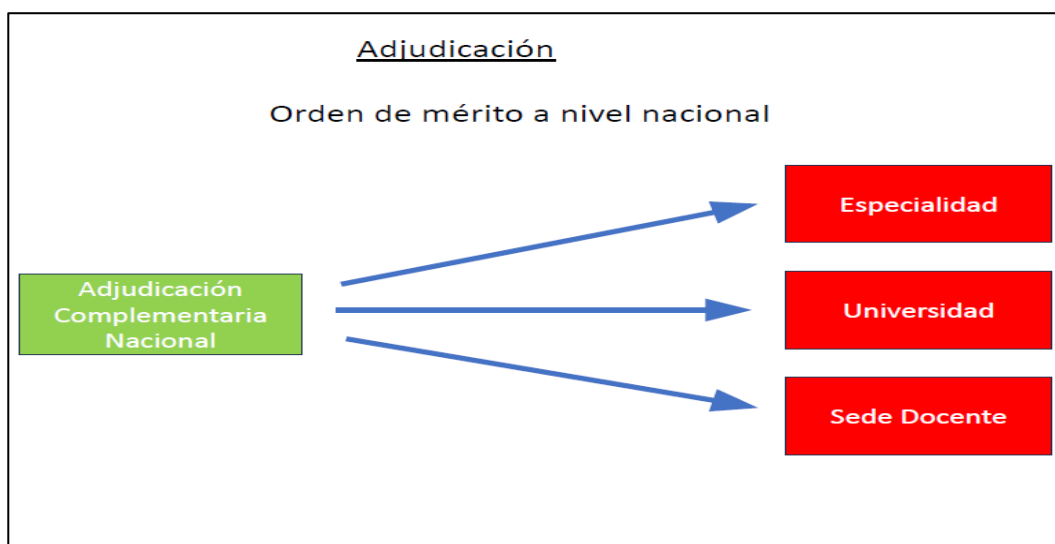 Adjudicación
Orden de mérito a nivel nacional
Especialidad
Adjudicación
Complementaria
Nacional
Universidad
Sede Docente